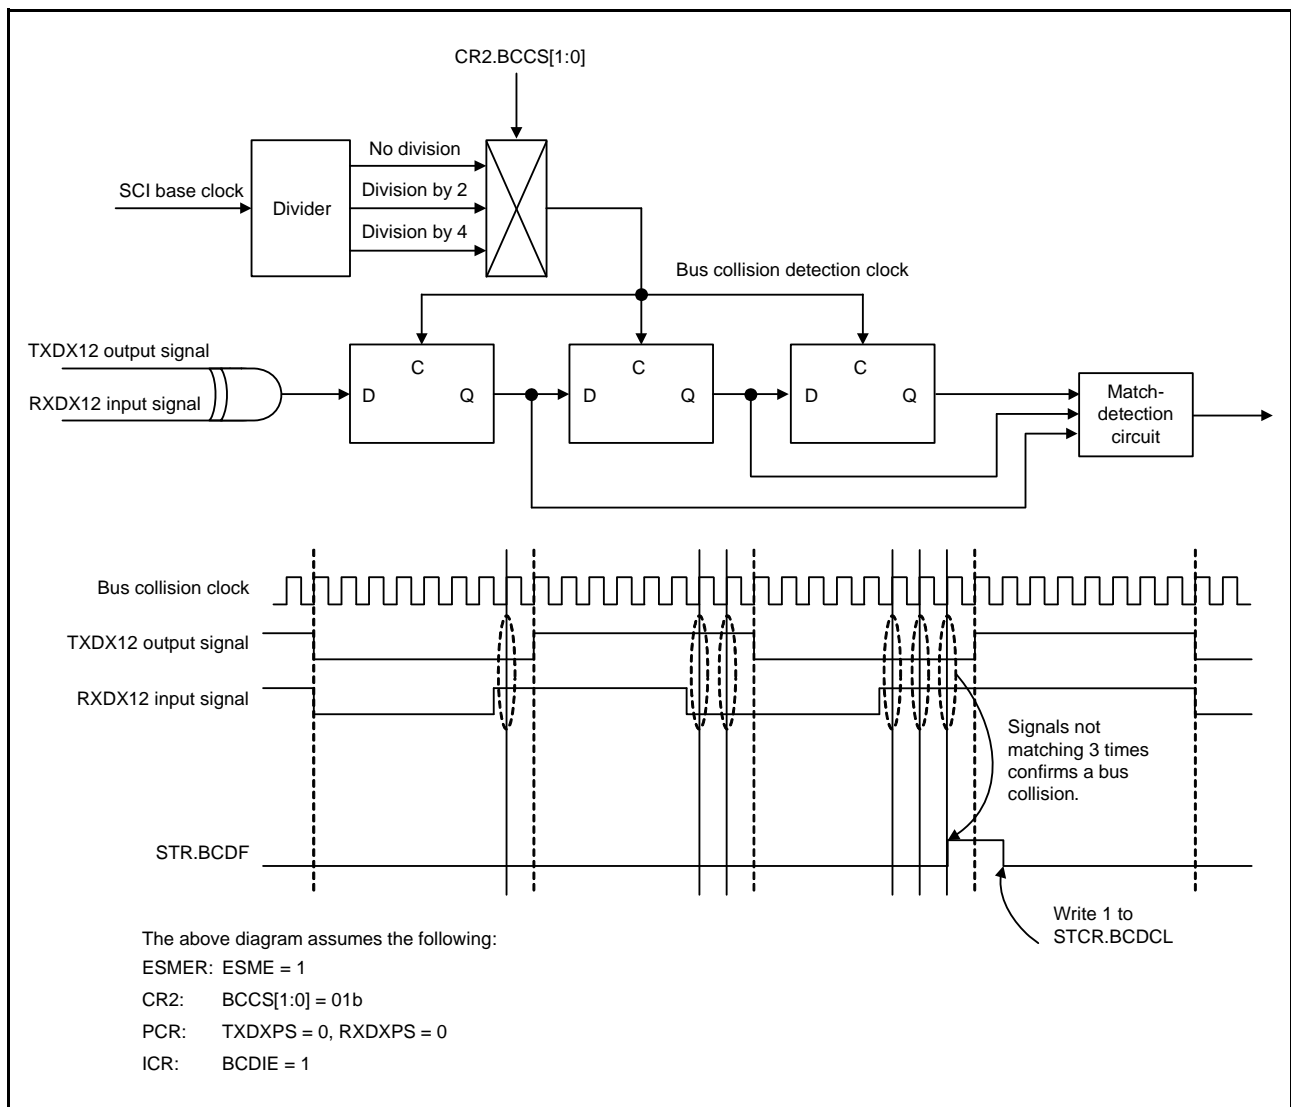 CR2.BCCS[1:0]
No division
SCI base clock
Division by 2
Divider
Division by 4
Bus collision detection clock
TXDX12 output signal
RXDX12 input signal
C
D
Q
C
D
Q
C
D
Q
Match-
detection
circuit
Bus collision clock
TXDX12 output signal
RXDX12 input signal
Signals not
matching 3 times
confirms a bus
collision.
STR.BCDF
Write 1 to
STCR.BCDCL
The above diagram assumes the following:
ESMER: ESME = 1
CR2: BCCS[1:0] = 01b
PCR: TXDXPS = 0, RXDXPS = 0
ICR: BCDIE = 1